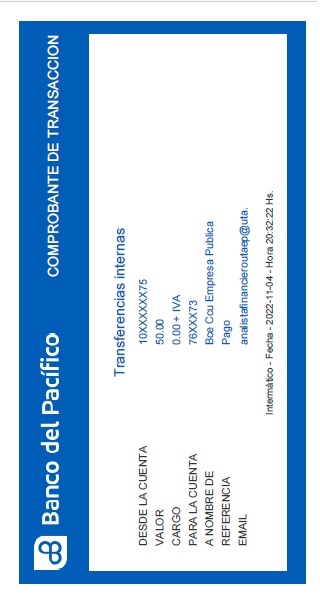 Banco del Pacífico COMPROBANTE DE TRANSACCION
Transferencias internas
DESDE LA CUENTA 10XXXXXX75
VALOR 50.00
CARGO 0.00 + IVA
PARA LA CUENTA 76XXX73
A NOMBRE DE Bce Ccu Empresa Publica
REFERENCIA Pago
EMAIL analistafinancieroutaep@uta.
Intermático - Fecha - 2022-11-04 - Hora 20:32:22 Hs.